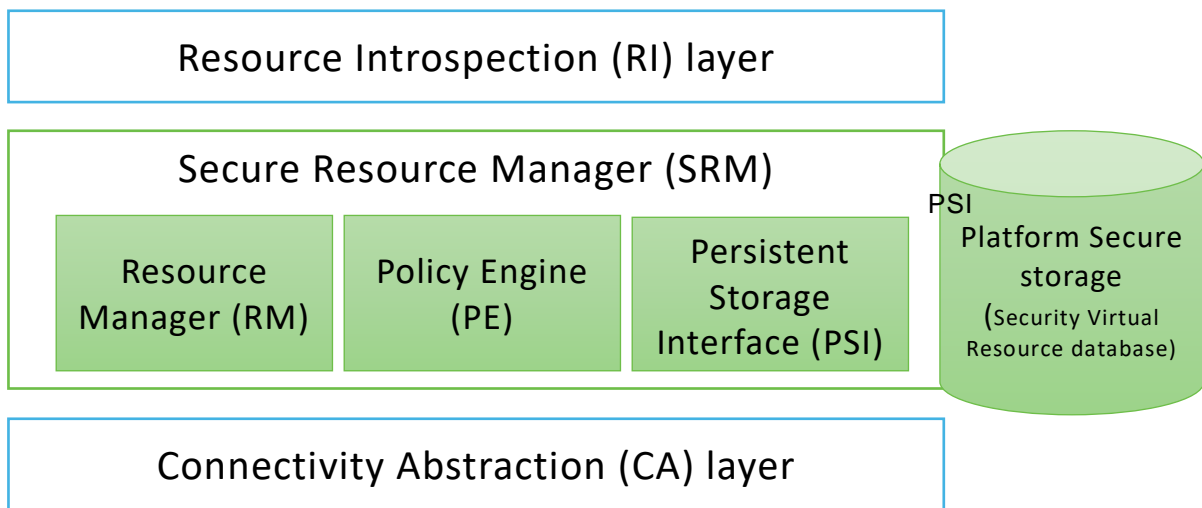 Resource Introspection (RI) layer
Secure Resource Manager (SRM)
Resource
Manager (RM)
Policy Engine
(PE)
Persistent
Storage
Interface (PSI)
PSI
Platform Secure
storage
(Security Virtual
Resource database)
Connectivity Abstraction (CA) layer